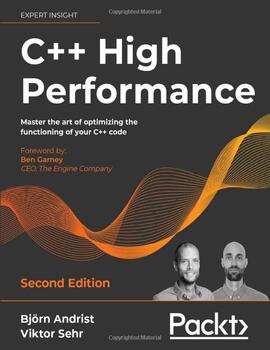 EXPERT INSIGHT
C++ High
Performance
Master the art of optimizing the
functioning of your C++ code
Foreword by:
Ben Garney
CEO, The Engine Company
Second Edition
Björn Andrist
Viktor Sehr
Packt>